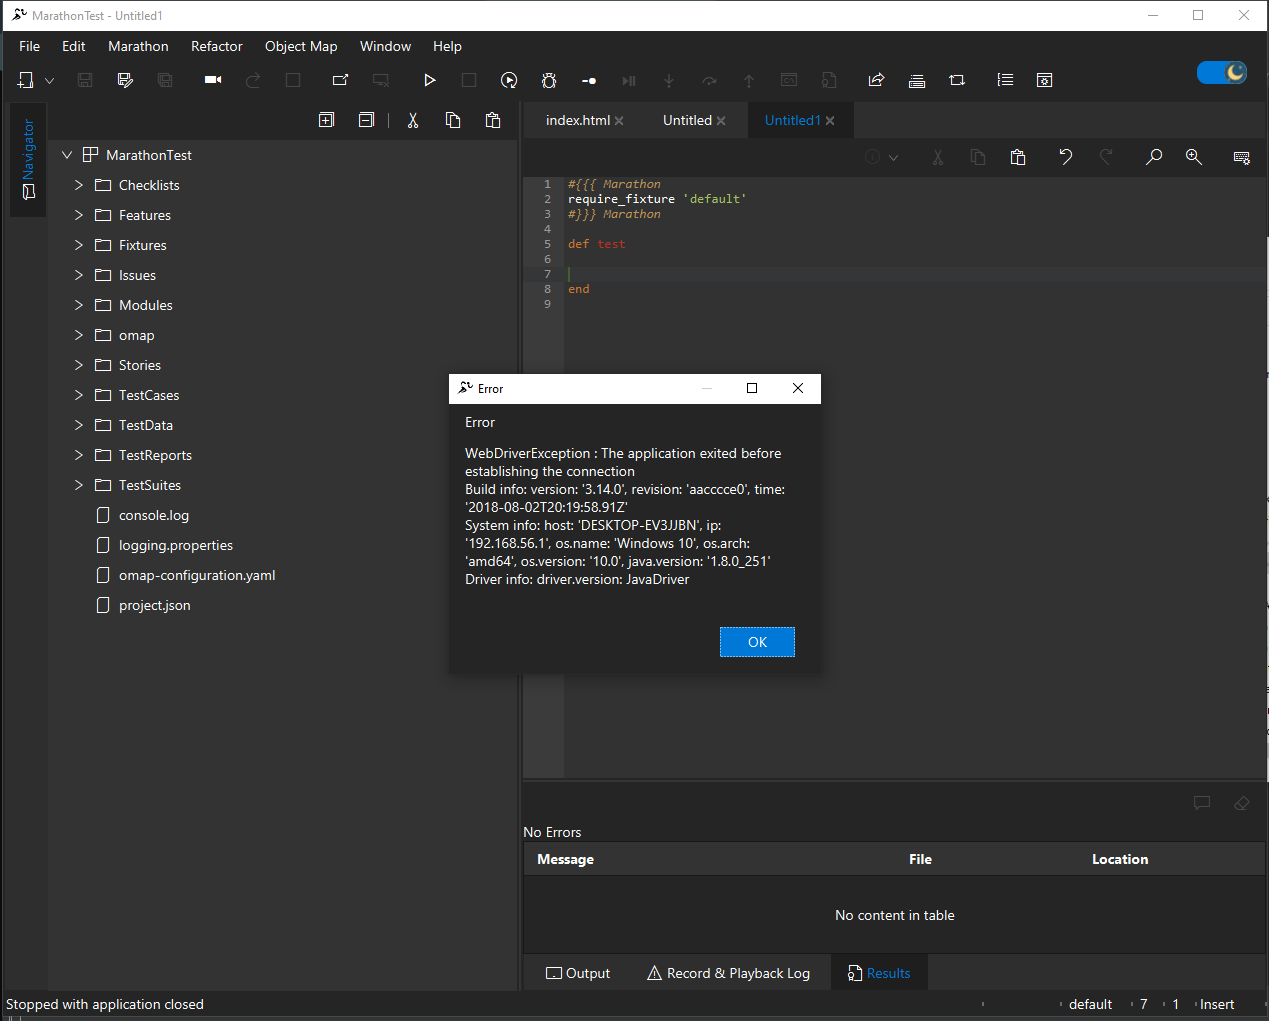 MarathonTest - Untitled1
File Edit Marathon Refactor Object Map Window Help
Navigator
index.html Untitled Untitled1
MarathonTest
Checklists
Features
Fixtures
Issues
Modules
omap
Stories
TestCases
TestData
TestReports
TestSuites
console.log
logging.properties
omap-configuration.yaml
project.json
1 #{{{ Marathon
2 require_fixture 'default'
3 #}}} Marathon
4
5 def test
6
7
8 end
9
Error
Error
WebDriverException : The application exited before
establishing the connection
Build info: version: '3.14.0', revision: 'aacccce0', time:
'2018-08-02T20:19:58.91Z'
System info: host: 'DESKTOP-EV3JJBN', ip:
'192.168.56.1', os.name: 'Windows 10', os.arch:
'amd64', os.version: '10.0', java.version: '1.8.0_251'
Driver info: driver.version: JavaDriver
OK
No Errors
Message File Location
No content in table
Output Record & Playback Log Results
Stopped with application closed
default 7 1 Insert